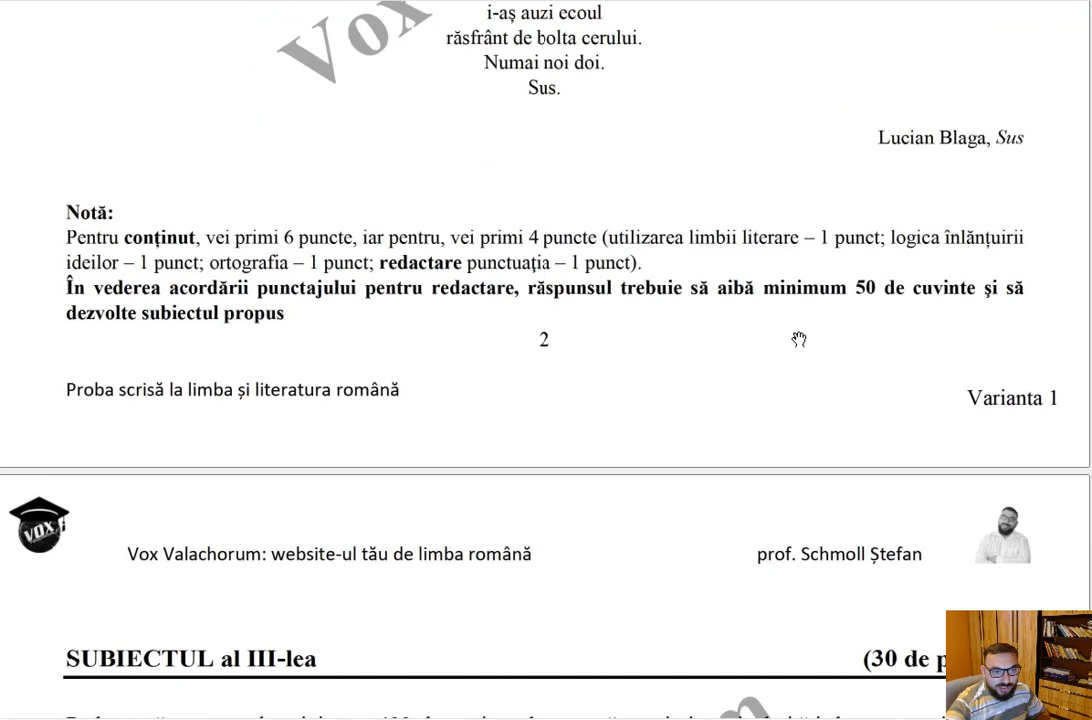 i-aș auzi ecoul
răsfrânt de bolta cerului.
Numai noi doi.
Sus.
Vox
Lucian Blaga, Sus
Notă:
Pentru conținut, vei primi 6 puncte, iar pentru, vei primi 4 puncte (utilizarea limbii literare – 1 punct; logica înlănțuirii
ideilor – 1 punct; ortografia – 1 punct; redactare punctuația – 1 punct).
În vederea acordării punctajului pentru redactare, răspunsul trebuie să aibă minimum 50 de cuvinte şi să
dezvolte subiectul propus
2
Proba scrisă la limba și literatura română
Varianta 1
VOX
Vox Valachorum: website-ul tău de limba română
prof. Schmoll Ștefan
SUBIECTUL al III-lea
(30 de p